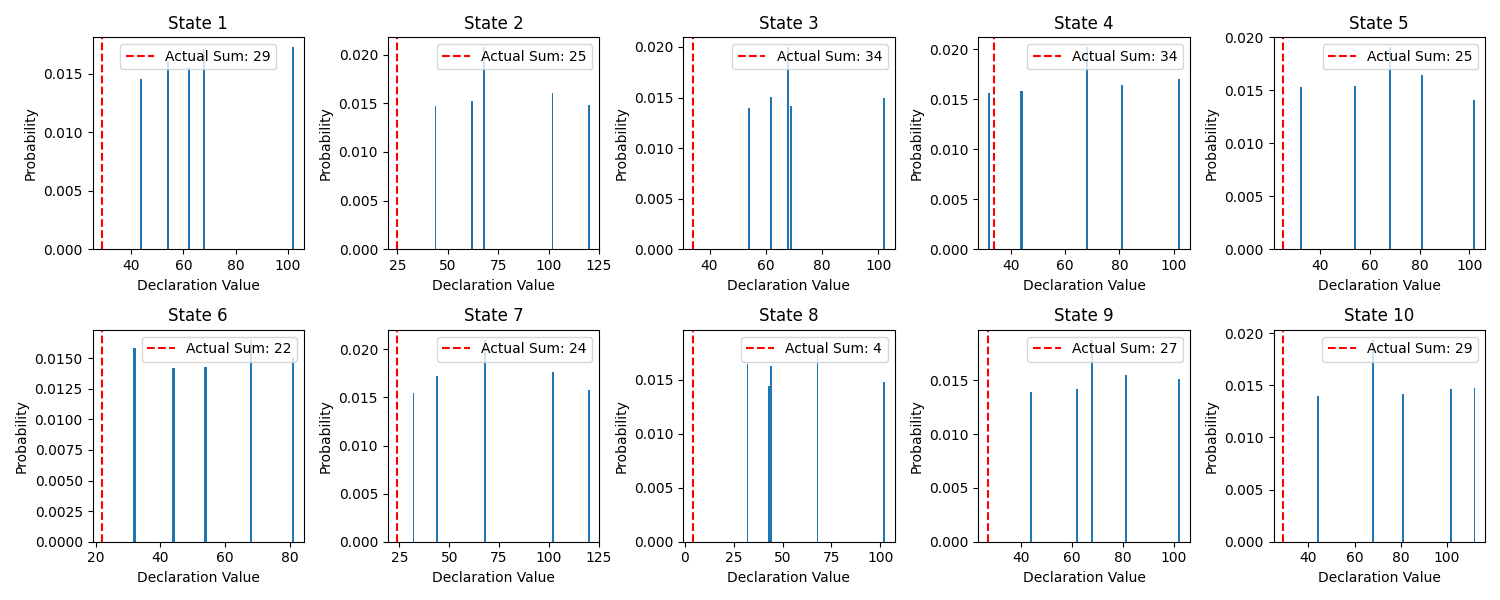 State 1
Actual Sum: 29
Probability
0.015
0.010
0.005
0.000
40 60 80 100
Declaration Value
State 2
Actual Sum: 25
Probability
0.020
0.015
0.010
0.005
0.000
25 50 75 100 125
Declaration Value
State 3
Actual Sum: 34
Probability
0.020
0.015
0.010
0.005
0.000
40 60 80 100
Declaration Value
State 4
Actual Sum: 34
Probability
0.020
0.015
0.010
0.005
0.000
40 60 80 100
Declaration Value
State 5
Actual Sum: 25
Probability
0.020
0.015
0.010
0.005
0.000
40 60 80 100
Declaration Value
State 6
Actual Sum: 22
Probability
0.0150
0.0125
0.0100
0.0075
0.0050
0.0025
0.0000
20 40 60 80
Declaration Value
State 7
Actual Sum: 24
Probability
0.020
0.015
0.010
0.005
0.000
25 50 75 100 125
Declaration Value
State 8
Actual Sum: 4
Probability
0.015
0.010
0.005
0.000
0 25 50 75 100
Declaration Value
State 9
Actual Sum: 27
Probability
0.015
0.010
0.005
0.000
40 60 80 100
Declaration Value
State 10
Actual Sum: 29
Probability
0.020
0.015
0.010
0.005
0.000
40 60 80 100
Declaration Value